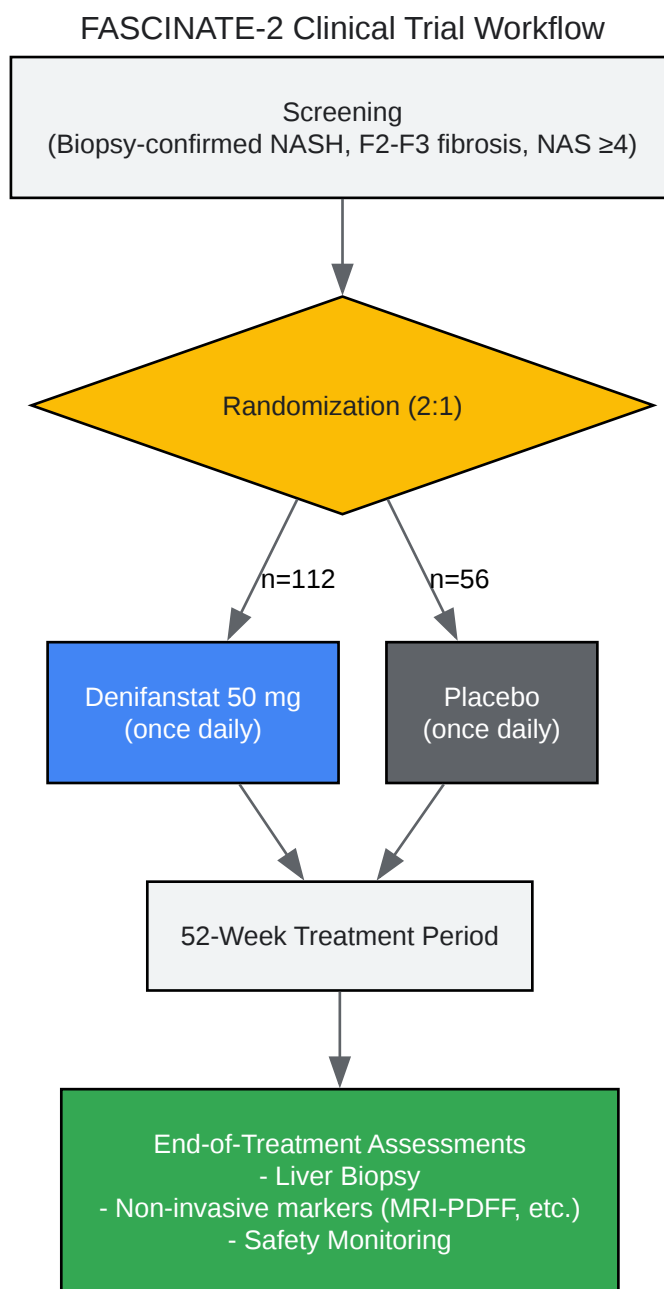 FASCINATE-2 Clinical Trial Workflow
Screening
(Biopsy-confirmed NASH, F2-F3 fibrosis, NAS ≥4)
Randomization (2:1)
n=112
n=56
Denifanstat 50 mg
(once daily)
Placebo
(once daily)
52-Week Treatment Period
End-of-Treatment Assessments
- Liver Biopsy
- Non-invasive markers (MRI-PDFF, etc.)
- Safety Monitoring